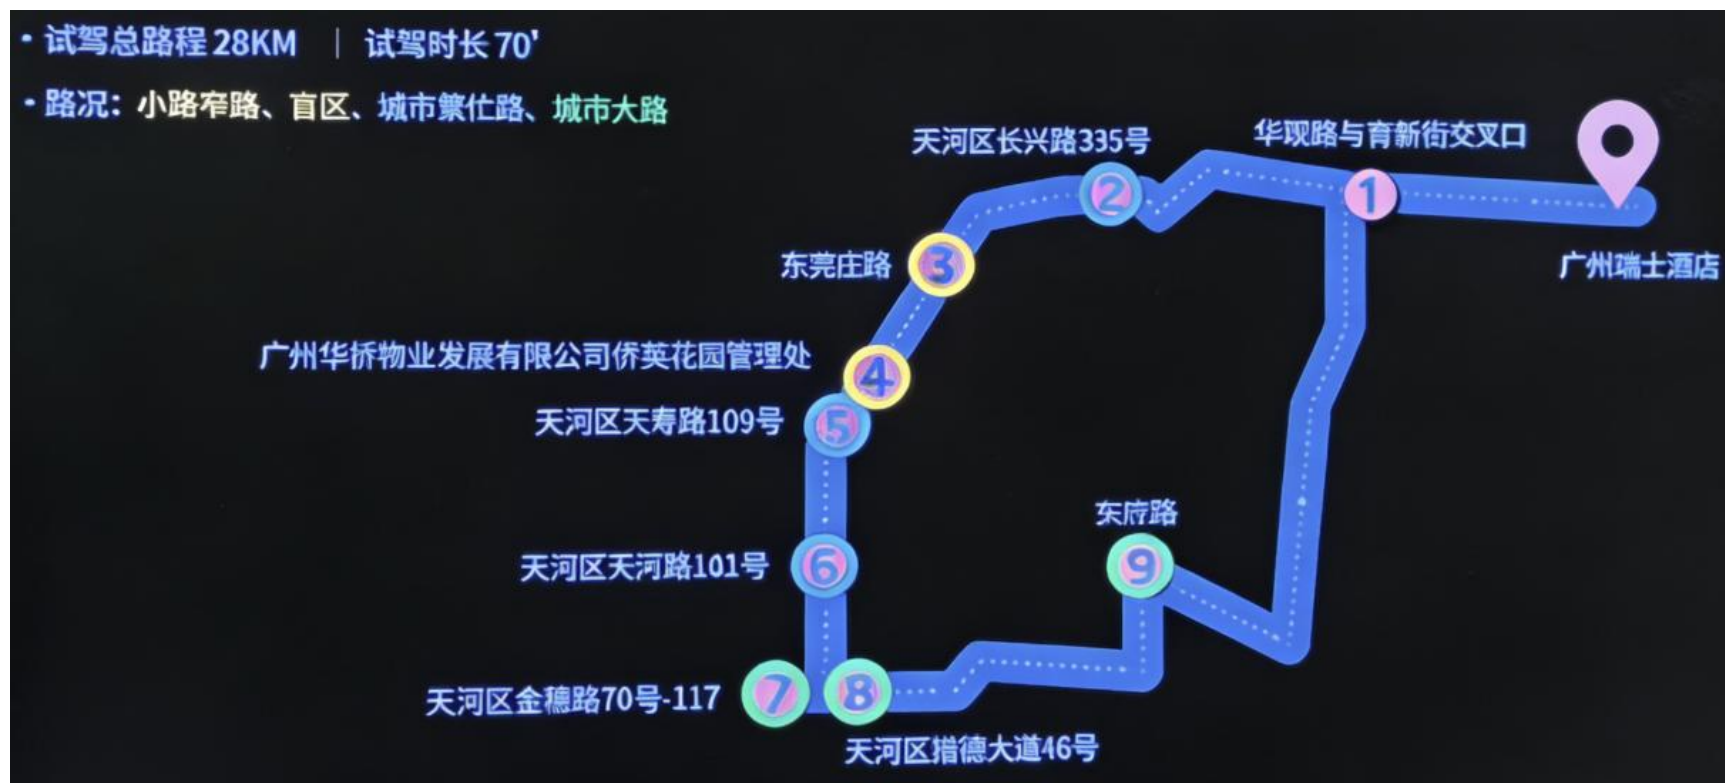 · 试驾总路程 28KM ｜ 试驾时长 70'
· 路况：小路窄路、盲区、城市繁忙路、城市大路
天河区长兴路335号
华观路与育新街交叉口
2
1
东莞庄路
3
广州瑞士酒店
广州华侨物业发展有限公司侨英花园管理处
4
天河区天寿路109号
5
东
路
天河区天河路101号
6
9
天河区金穗路70号-117
7
8
天河区
德大道46号